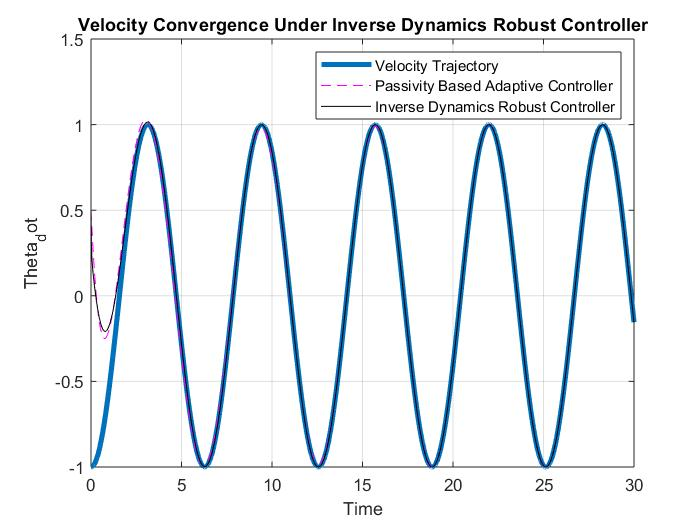 Velocity Convergence Under Inverse Dynamics Robust Controller
1.5
1
0.5
0
-0.5
-1
Theta_dot
Velocity Trajectory
Passivity Based Adaptive Controller
Inverse Dynamics Robust Controller
0 5 10 15 20 25 30
Time